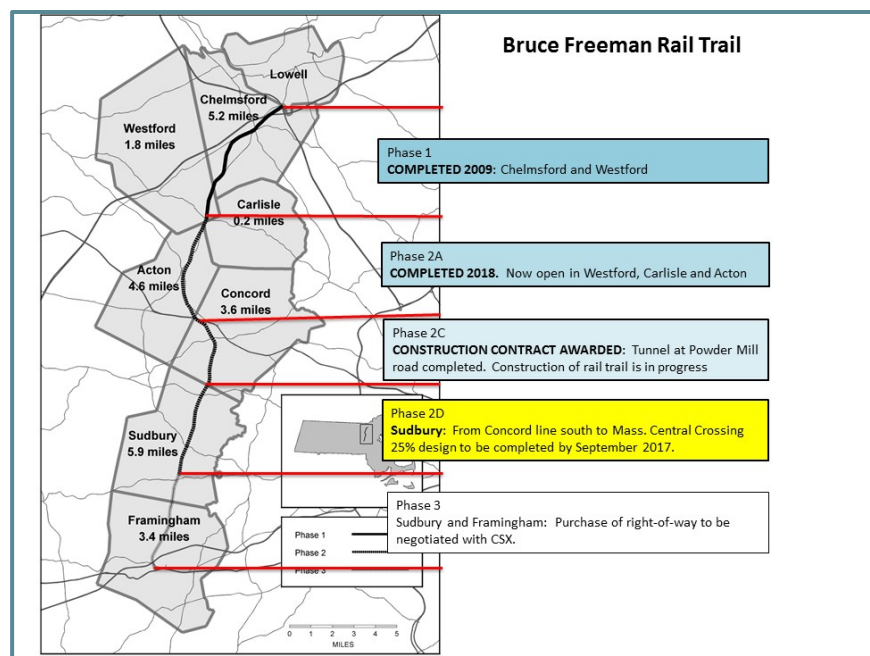 Bruce Freeman Rail Trail
Lowell
Chelmsford
5.2 miles
Westford
1.8 miles
Carlisle
0.2 miles
Acton
4.6 miles
Concord
3.6 miles
Sudbury
5.9 miles
Framingham
3.4 miles
Phase 1
COMPLETED 2009: Chelmsford and Westford
Phase 2A
COMPLETED 2018. Now open in Westford, Carlisle and Acton
Phase 2C
CONSTRUCTION CONTRACT AWARDED: Tunnel at Powder Mill
road completed. Construction of rail trail is in progress
Phase 2D
Sudbury: From Concord line south to Mass. Central Crossing
25% design to be completed by September 2017.
Phase 3
Sudbury and Framingham: Purchase of right-of-way to be
negotiated with CSX.
Phase 1
Phase 2
Phase 3
0 1 2 3 4 5
MILES